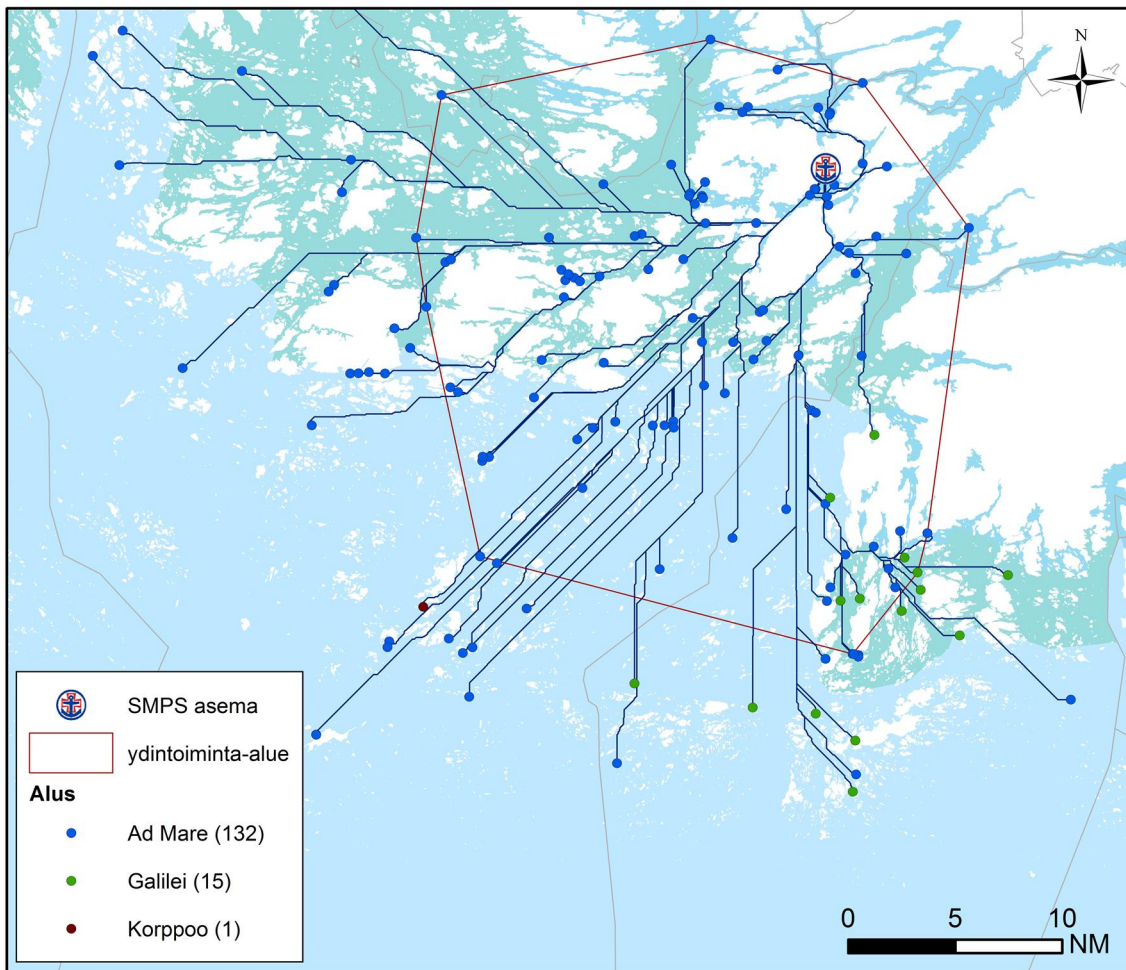 N
SMPS asema
ydintoiminta-alue
Alus
Ad Mare (132)
Galilei (15)
Korppoo (1)
0 5 10
NM